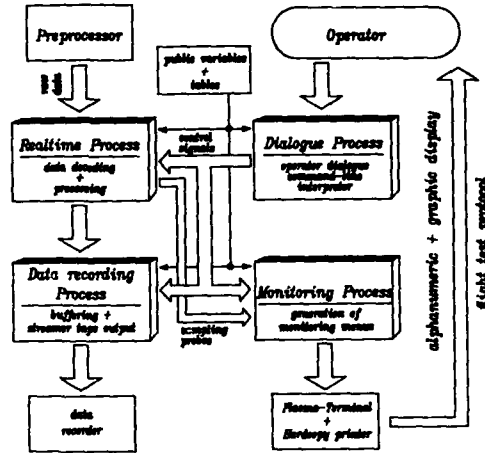 Preprocessor
Operator
raw
data
public variables
+
tables
Realtime Process
data decoding
+
processing
control
signals
Dialogue Process
operator dialogue
command-line
interpreter
Data recording
Process
buffering +
streamer tape output
Monitoring Process
generation of
monitoring menus
accepting
probes
data
recorder
Plasma-Terminal
+
Hardcopy printer
alphanumeric + graphic display
flight test protocol